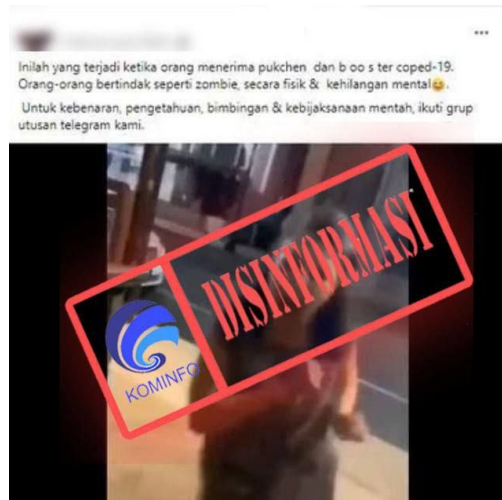 Inilah yang terjadi ketika orang menerima pukchen dan b oo s ter coped-19.
Orang-orang bertindak seperti zombie, secara fisik & kehilangan mental😄.
Untuk kebenaran, pengetahuan, bimbingan & kebijaksanaan mentah, ikuti grup
utusan telegram kami.
DISINFORMASI
KOMINFO